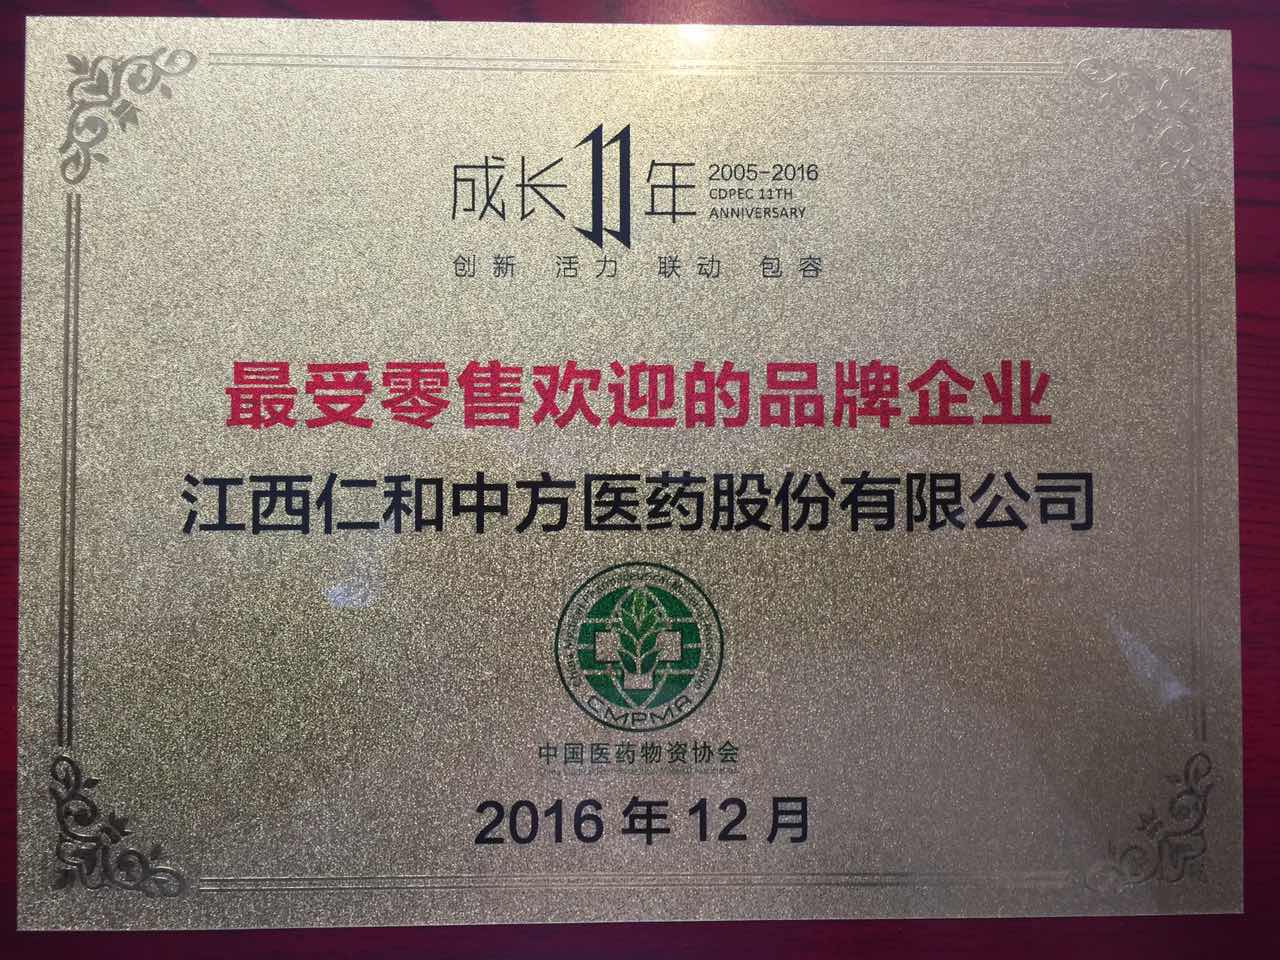 成长11年
2005-2016
CDPEC 11TH
ANNIVERSARY
创新 活力 联动 包容
最受零售欢迎的品牌企业
江西仁和中方医药股份有限公司
CMPMA
中国医药物资协会
2016年12月